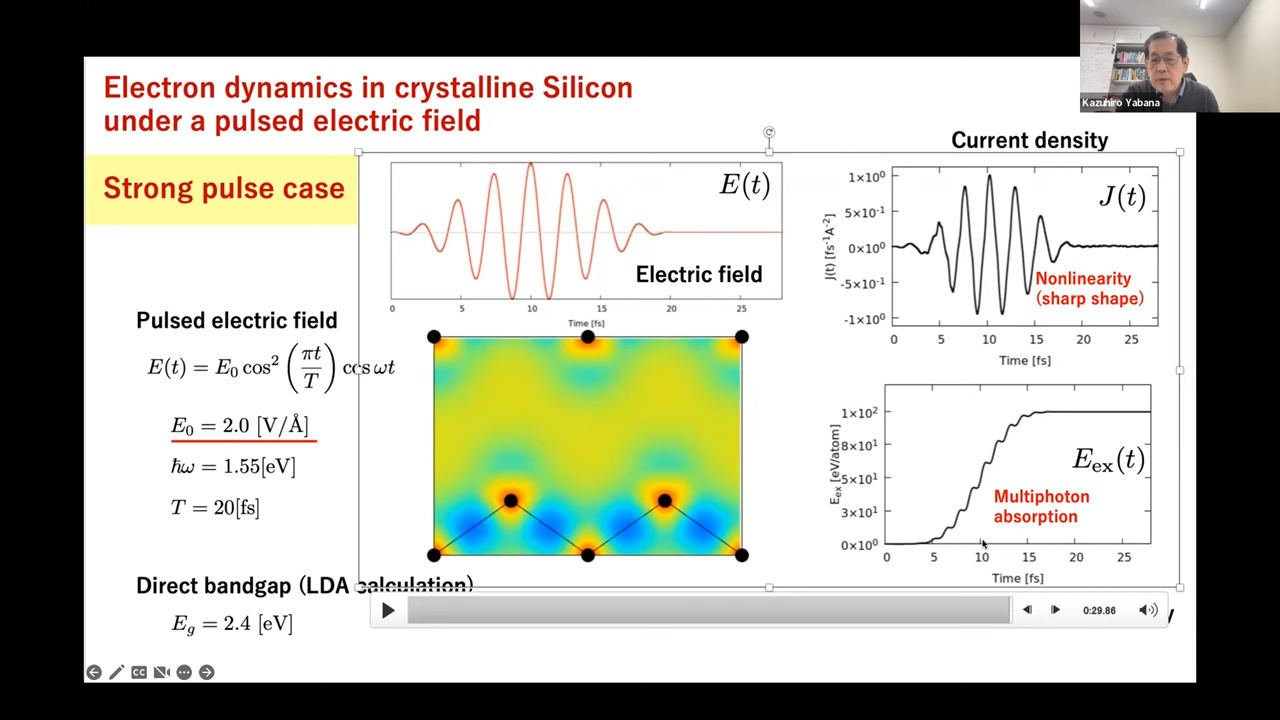 Electron dynamics in crystalline Silicon
under a pulsed electric field
Strong pulse case
Kazuhiro Yabana
E(t)
Electric field
0 5 10 15 20 25
Time [fs]
Pulsed electric field
E(t) = E₀ cos² (πt/T) cos ωt
E₀ = 2.0 [V/Å]
ℏω = 1.55[eV]
T = 20[fs]
Direct bandgap (LDA calculation)
E_g = 2.4 [eV]
Current density
J(t)
J(t) [fs⁻¹Å⁻²]
1×10⁰
5×10⁻¹
0×10⁰
-5×10⁻¹
-1×10⁰
Nonlinearity
(sharp shape)
0 5 10 15 20 25
Time [fs]
E_ex(t)
E_ex [eV/atom]
1×10²
8×10¹
5×10¹
3×10¹
0×10⁰
Multiphoton
absorption
0 5 10 15 20 25
Time [fs]
0:29.86
CC